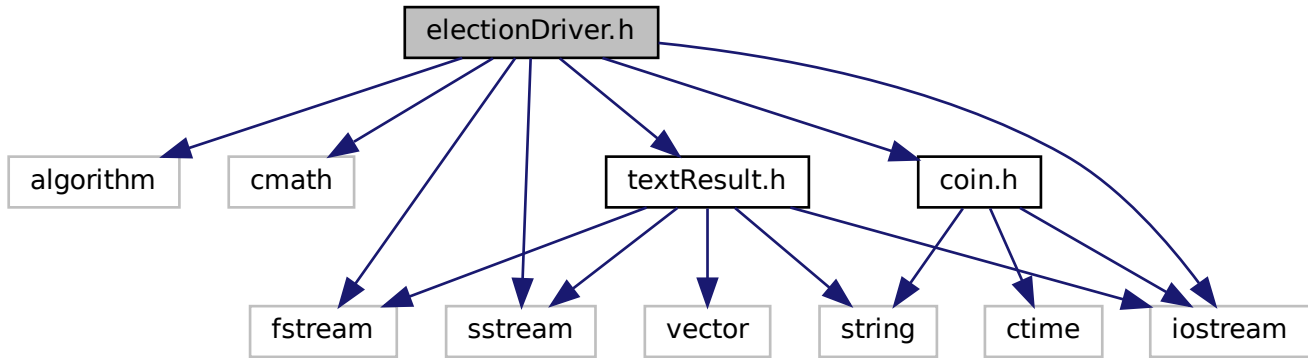 electionDriver.h
algorithm
cmath
textResult.h
coin.h
fstream
sstream
vector
string
ctime
iostream